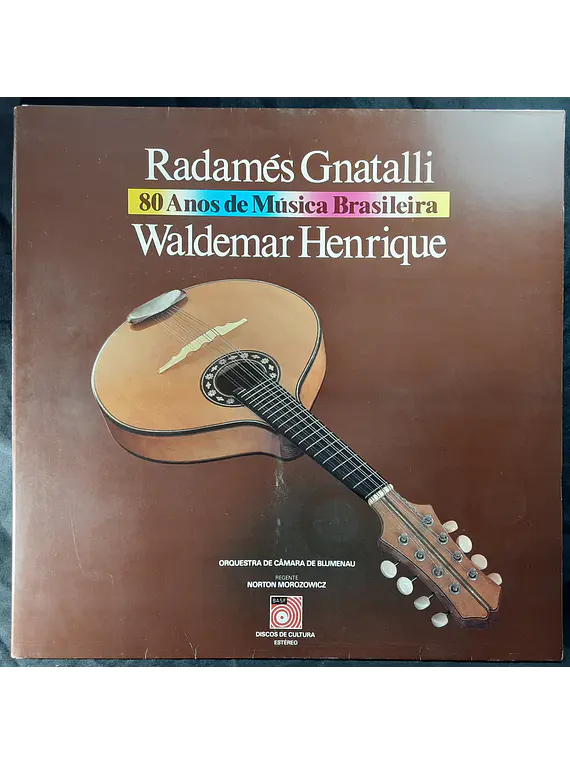 Radamés Gnatalli
80 Anos de Música Brasileira
Waldemar Henrique
ORQUESTRA DE CÂMARA DE BLUMENAU
REGENTE
NORTON MOROZOWICZ
BASF
DISCOS DE CULTURA
ESTÉREO